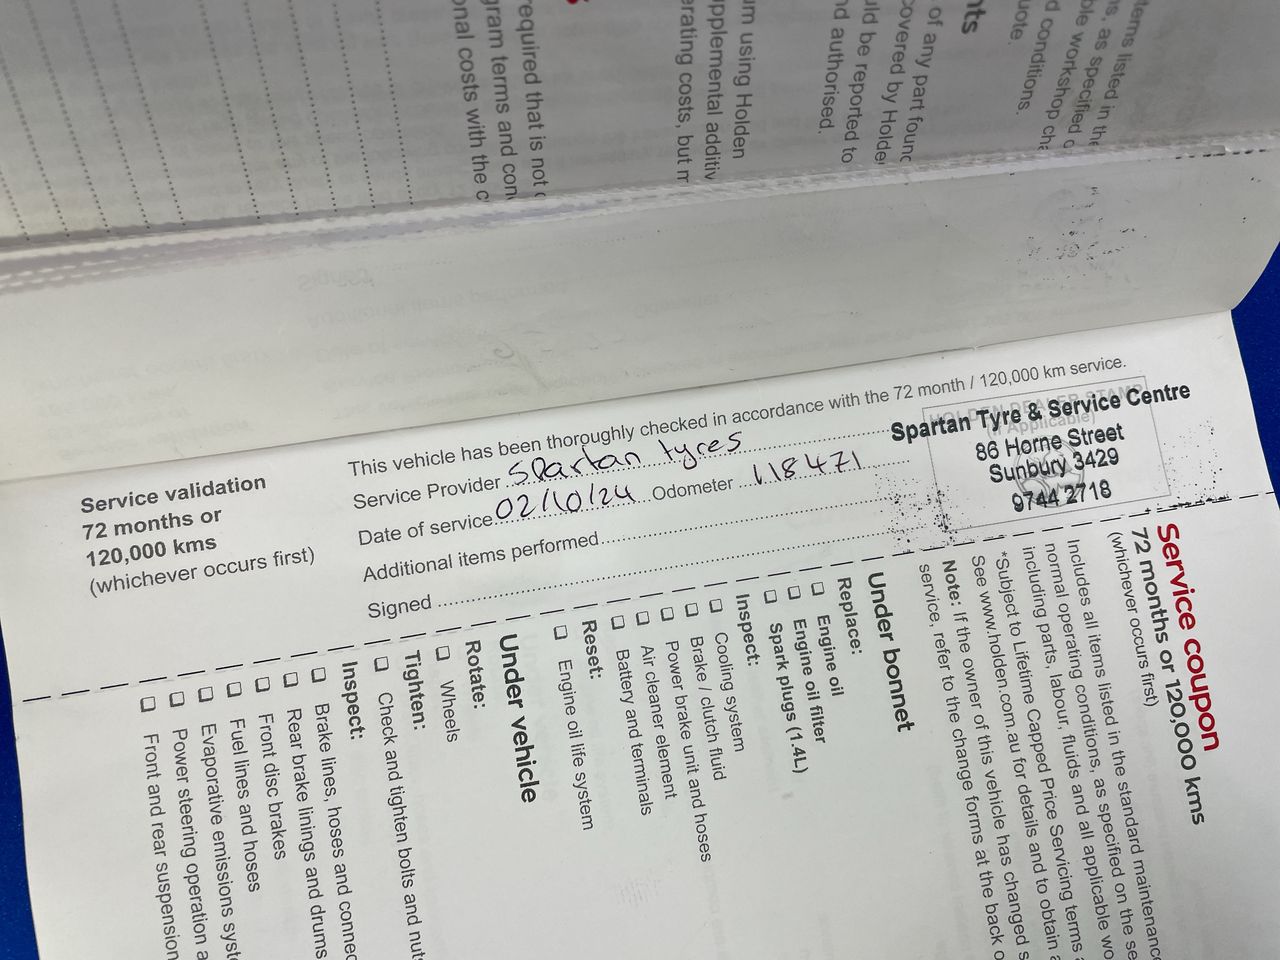 required that is not
gram terms and con
onal costs with the c
um using Holden
upplemental additiv
erating costs, but m
nts
of any part found
covered by Holde
uld be reported to
nd authorised.
tems listed in the
ns, as specified
ble workshop cha
d conditions.
uote.
Service validation
72 months or
120,000 kms
(whichever occurs first)
This vehicle has been thoroughly checked in accordance with the 72 month / 120,000 km service.
Service Provider Spartan tyres
Date of service 02/10/24 Odometer 118471
Additional items performed
Signed
Spartan Tyre & Service Centre
86 Horne Street
Sunbury 3429
9744 2718
Service coupon
72 months or 120,000 kms
(whichever occurs first)
Includes all items listed in the standard maintenance
normal operating conditions, as specified on the se
including parts, labour, fluids and all applicable wo
*Subject to Lifetime Capped Price Servicing terms
See www.holden.com.au for details and to obtain a
Note: If the owner of this vehicle has changed s
service, refer to the change forms at the back o
Under bonnet
Replace:
❏ Engine oil
❏ Engine oil filter
❏ Spark plugs (1.4L)
Inspect:
❏ Cooling system
❏ Brake / clutch fluid
❏ Power brake unit and hoses
❏ Air cleaner element
❏ Battery and terminals
Reset:
❏ Engine oil life system
Under vehicle
Rotate:
❏ Wheels
Tighten:
❏ Check and tighten bolts and nuts
Inspect:
❏ Brake lines, hoses and connec
❏ Rear brake linings and drums
❏ Front disc brakes
❏ Fuel lines and hoses
❏ Evaporative emissions syste
❏ Power steering operation a
❏ Front and rear suspension